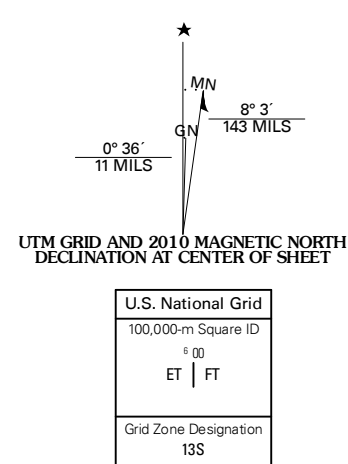 ★
MN
GN
8° 3´
143 MILS
0° 36´
11 MILS
UTM GRID AND 2010 MAGNETIC NORTH
DECLINATION AT CENTER OF SHEET
U.S. National Grid
100,000-m Square ID
6 00
ET FT
Grid Zone Designation
13S